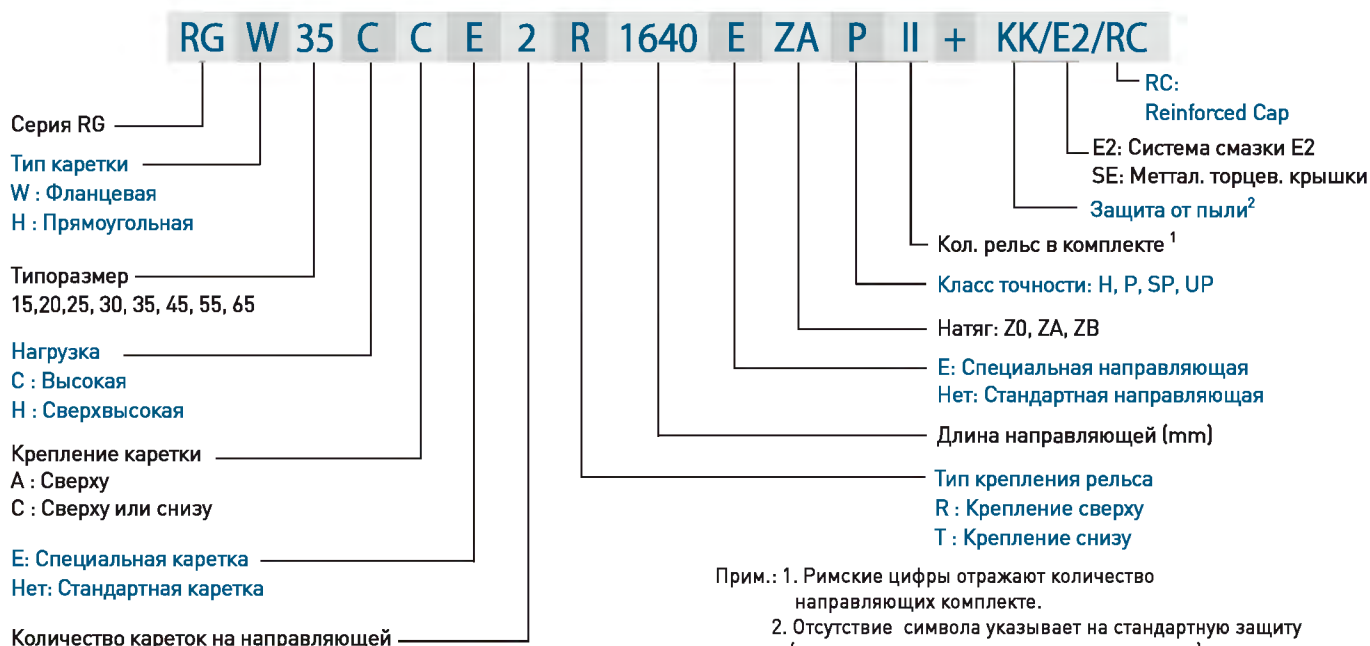 RG W 35 C C E 2 R 1640 E ZA P II + KK/E2/RC
Серия RG
Тип каретки
W : Фланцевая
H : Прямоугольная
Типоразмер
15,20,25, 30, 35, 45, 55, 65
Нагрузка
C : Высокая
H : Сверхвысокая
Крепление каретки
A : Сверху
C : Сверху или снизу
E: Специальная каретка
Нет: Стандартная каретка
Количество кареток на направляющей
RC:
Reinforced Cap
E2: Система смазки E2
SE: Меттал. торцев. крышки
Защита от пыли²
Кол. рельс в комплекте ¹
Класс точности: H, P, SP, UP
Натяг: Z0, ZA, ZB
E: Специальная направляющая
Нет: Стандартная направляющая
Длина направляющей (mm)
Тип крепления рельса
R : Крепление сверху
T : Крепление снизу
Прим.: 1. Римские цифры отражают количество
направляющих комплекте.
2. Отсутствие символа указывает на стандартную защиту